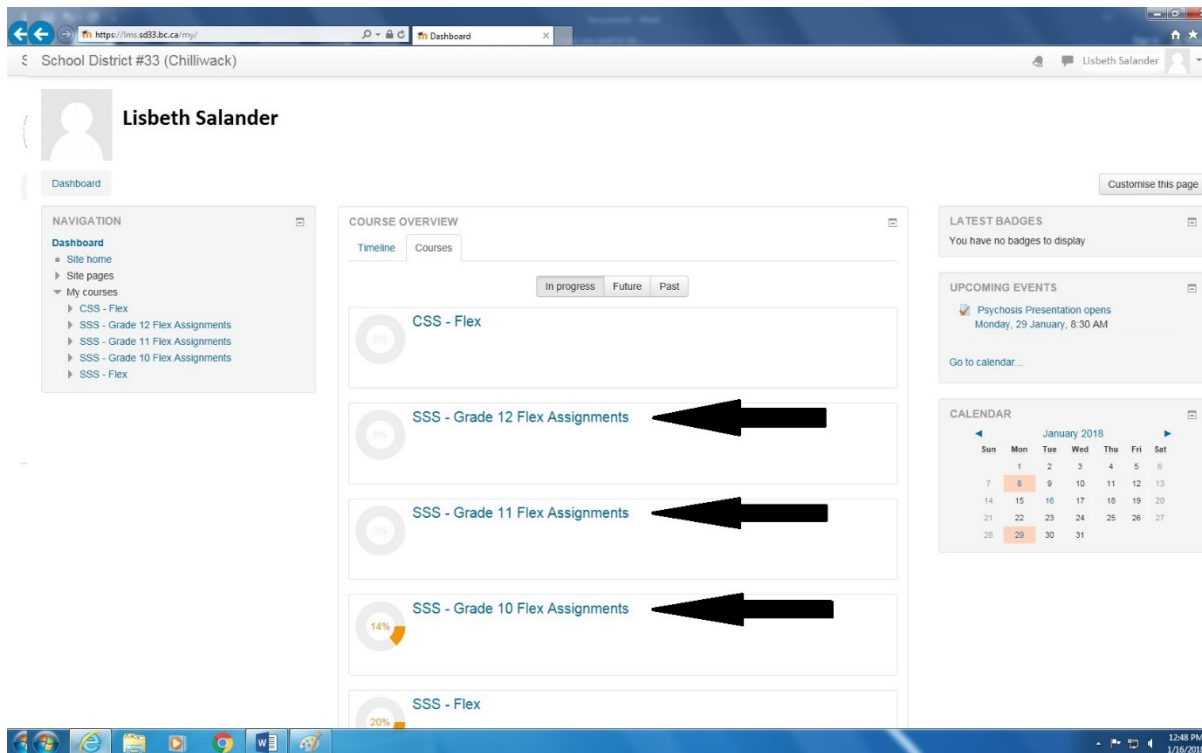 https://lms.sd33.bc.ca/my/
Dashboard
School District #33 (Chilliwack)
Lisbeth Salander
Lisbeth Salander
Dashboard
Customise this page
NAVIGATION
Dashboard
Site home
Site pages
My courses
CSS - Flex
SSS - Grade 12 Flex Assignments
SSS - Grade 11 Flex Assignments
SSS - Grade 10 Flex Assignments
SSS - Flex
COURSE OVERVIEW
Timeline Courses
In progress Future Past
0%
CSS - Flex
0%
SSS - Grade 12 Flex Assignments
0%
SSS - Grade 11 Flex Assignments
14%
SSS - Grade 10 Flex Assignments
20%
SSS - Flex
LATEST BADGES
You have no badges to display
UPCOMING EVENTS
Psychosis Presentation opens
Monday, 29 January, 8:30 AM
Go to calendar...
CALENDAR
January 2018
Sun Mon Tue Wed Thu Fri Sat
1 2 3 4 5 6
7 8 9 10 11 12 13
14 15 16 17 18 19 20
21 22 23 24 25 26 27
28 29 30 31
12:48 PM